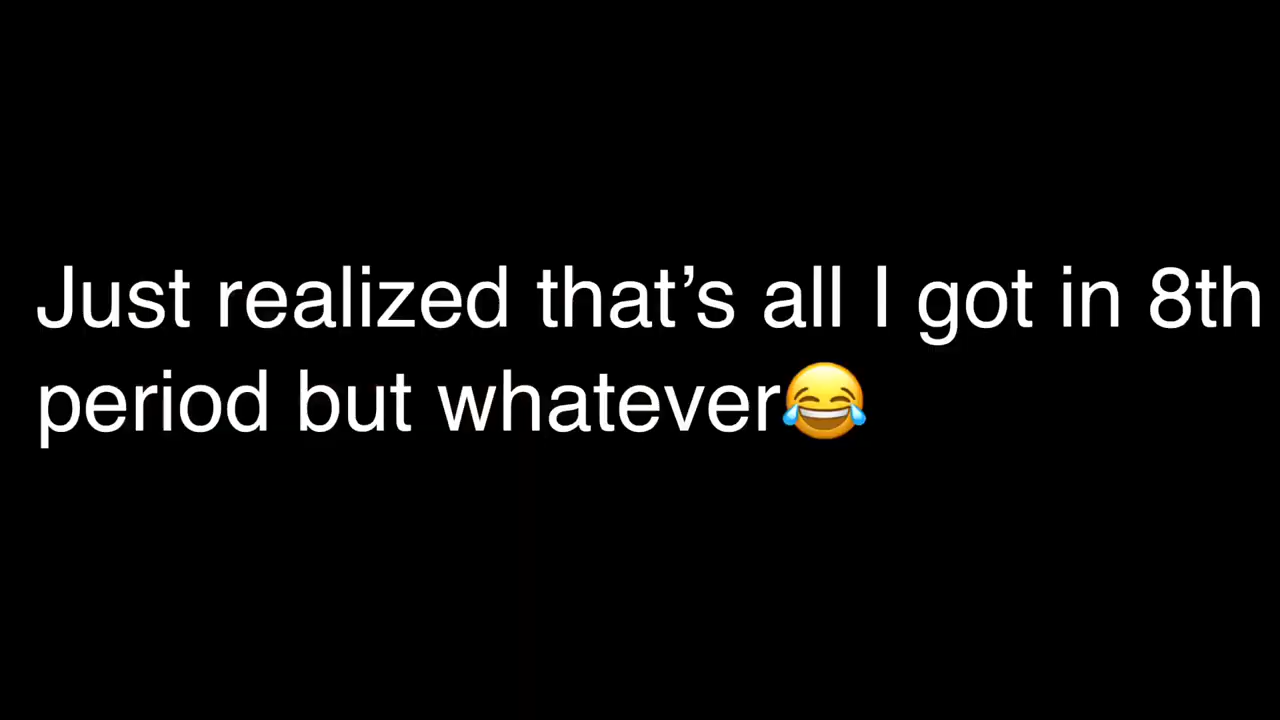 Just realized that’s all I got in 8th
period but whatever😂